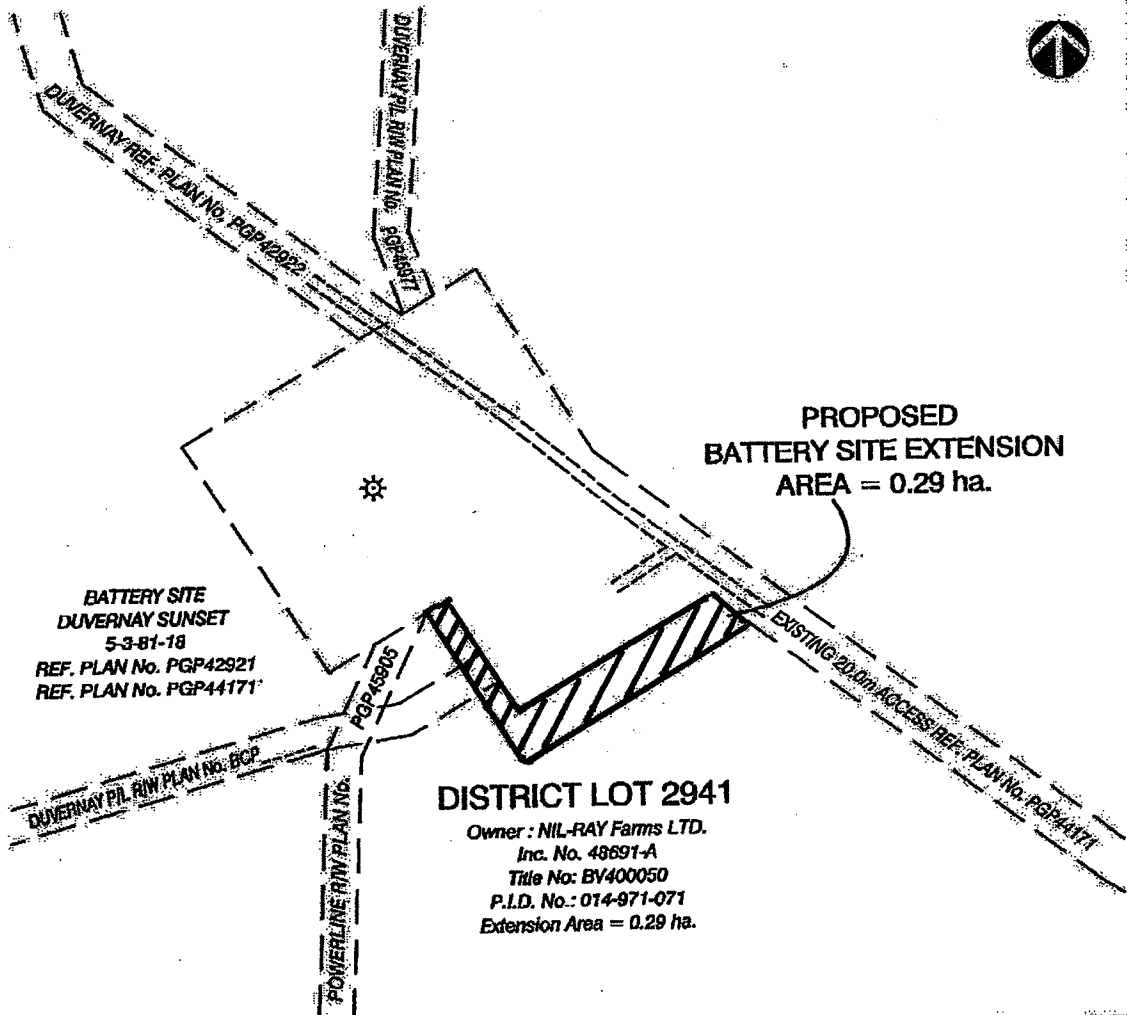 DUVERNAY REF. PLAN No. PGP42922
DUVERNAY P/L R/W PLAN No. PGP45977
PROPOSED
BATTERY SITE EXTENSION
AREA = 0.29 ha.
BATTERY SITE
DUVERNAY SUNSET
5-3-81-18
REF. PLAN No. PGP42921
REF. PLAN No. PGP44171
EXISTING 20.0m ACCESS REF. PLAN No. PGP44171
DUVERNAY P/L R/W PLAN No. BCP
POWERLINE R/W PLAN No.
PGP45905
DISTRICT LOT 2941
Owner : NIL-RAY Farms LTD.
Inc. No. 48691-A
Title No: BV400050
P.I.D. No.: 014-971-071
Extension Area = 0.29 ha.